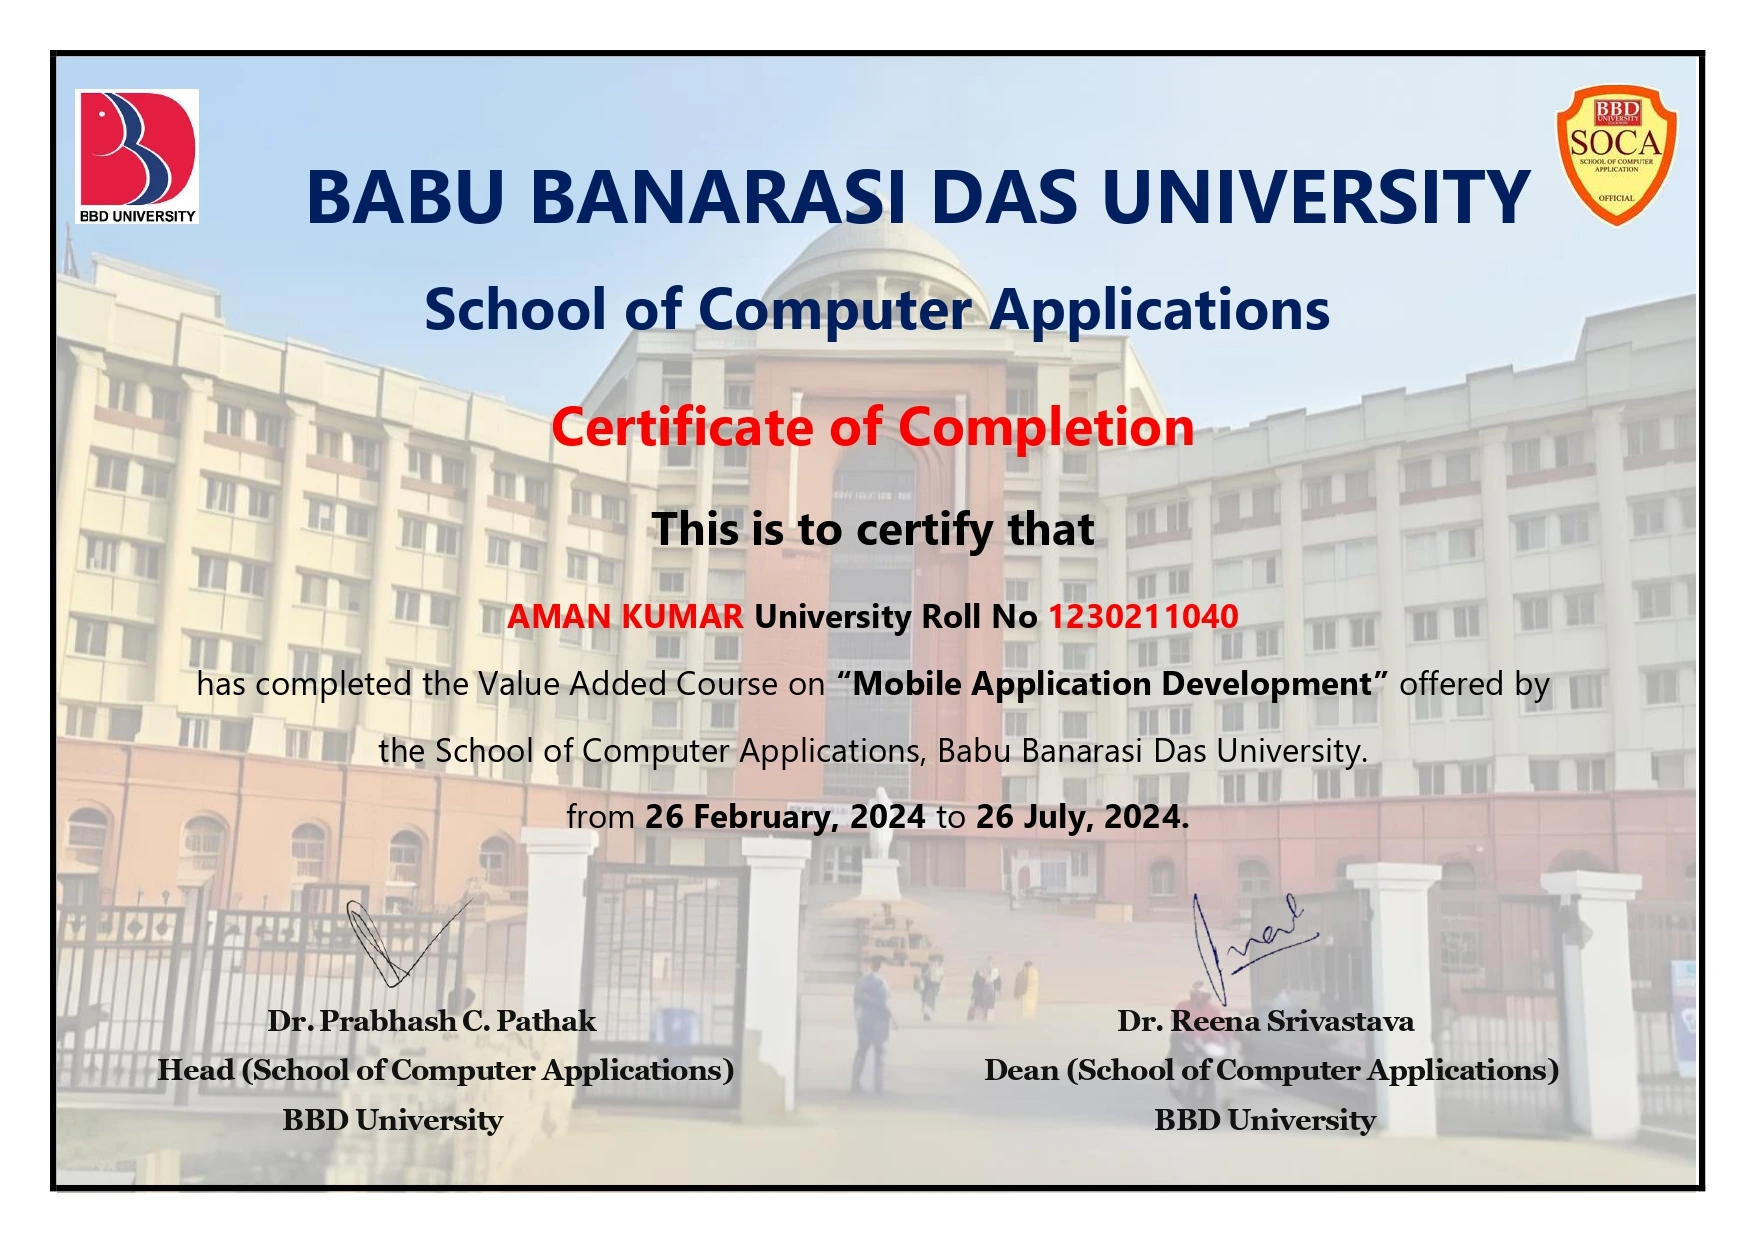 BBD UNIVERSITY
BBD
UNIVERSITY
SOCA
SCHOOL OF COMPUTER
APPLICATION
OFFICIAL
BABU BANARASI DAS UNIVERSITY
School of Computer Applications
Certificate of Completion
This is to certify that
AMAN KUMAR University Roll No 1230211040
has completed the Value Added Course on “Mobile Application Development” offered by
the School of Computer Applications, Babu Banarasi Das University.
from 26 February, 2024 to 26 July, 2024.
Dr. Prabhash C. Pathak
Head (School of Computer Applications)
BBD University
Dr. Reena Srivastava
Dean (School of Computer Applications)
BBD University